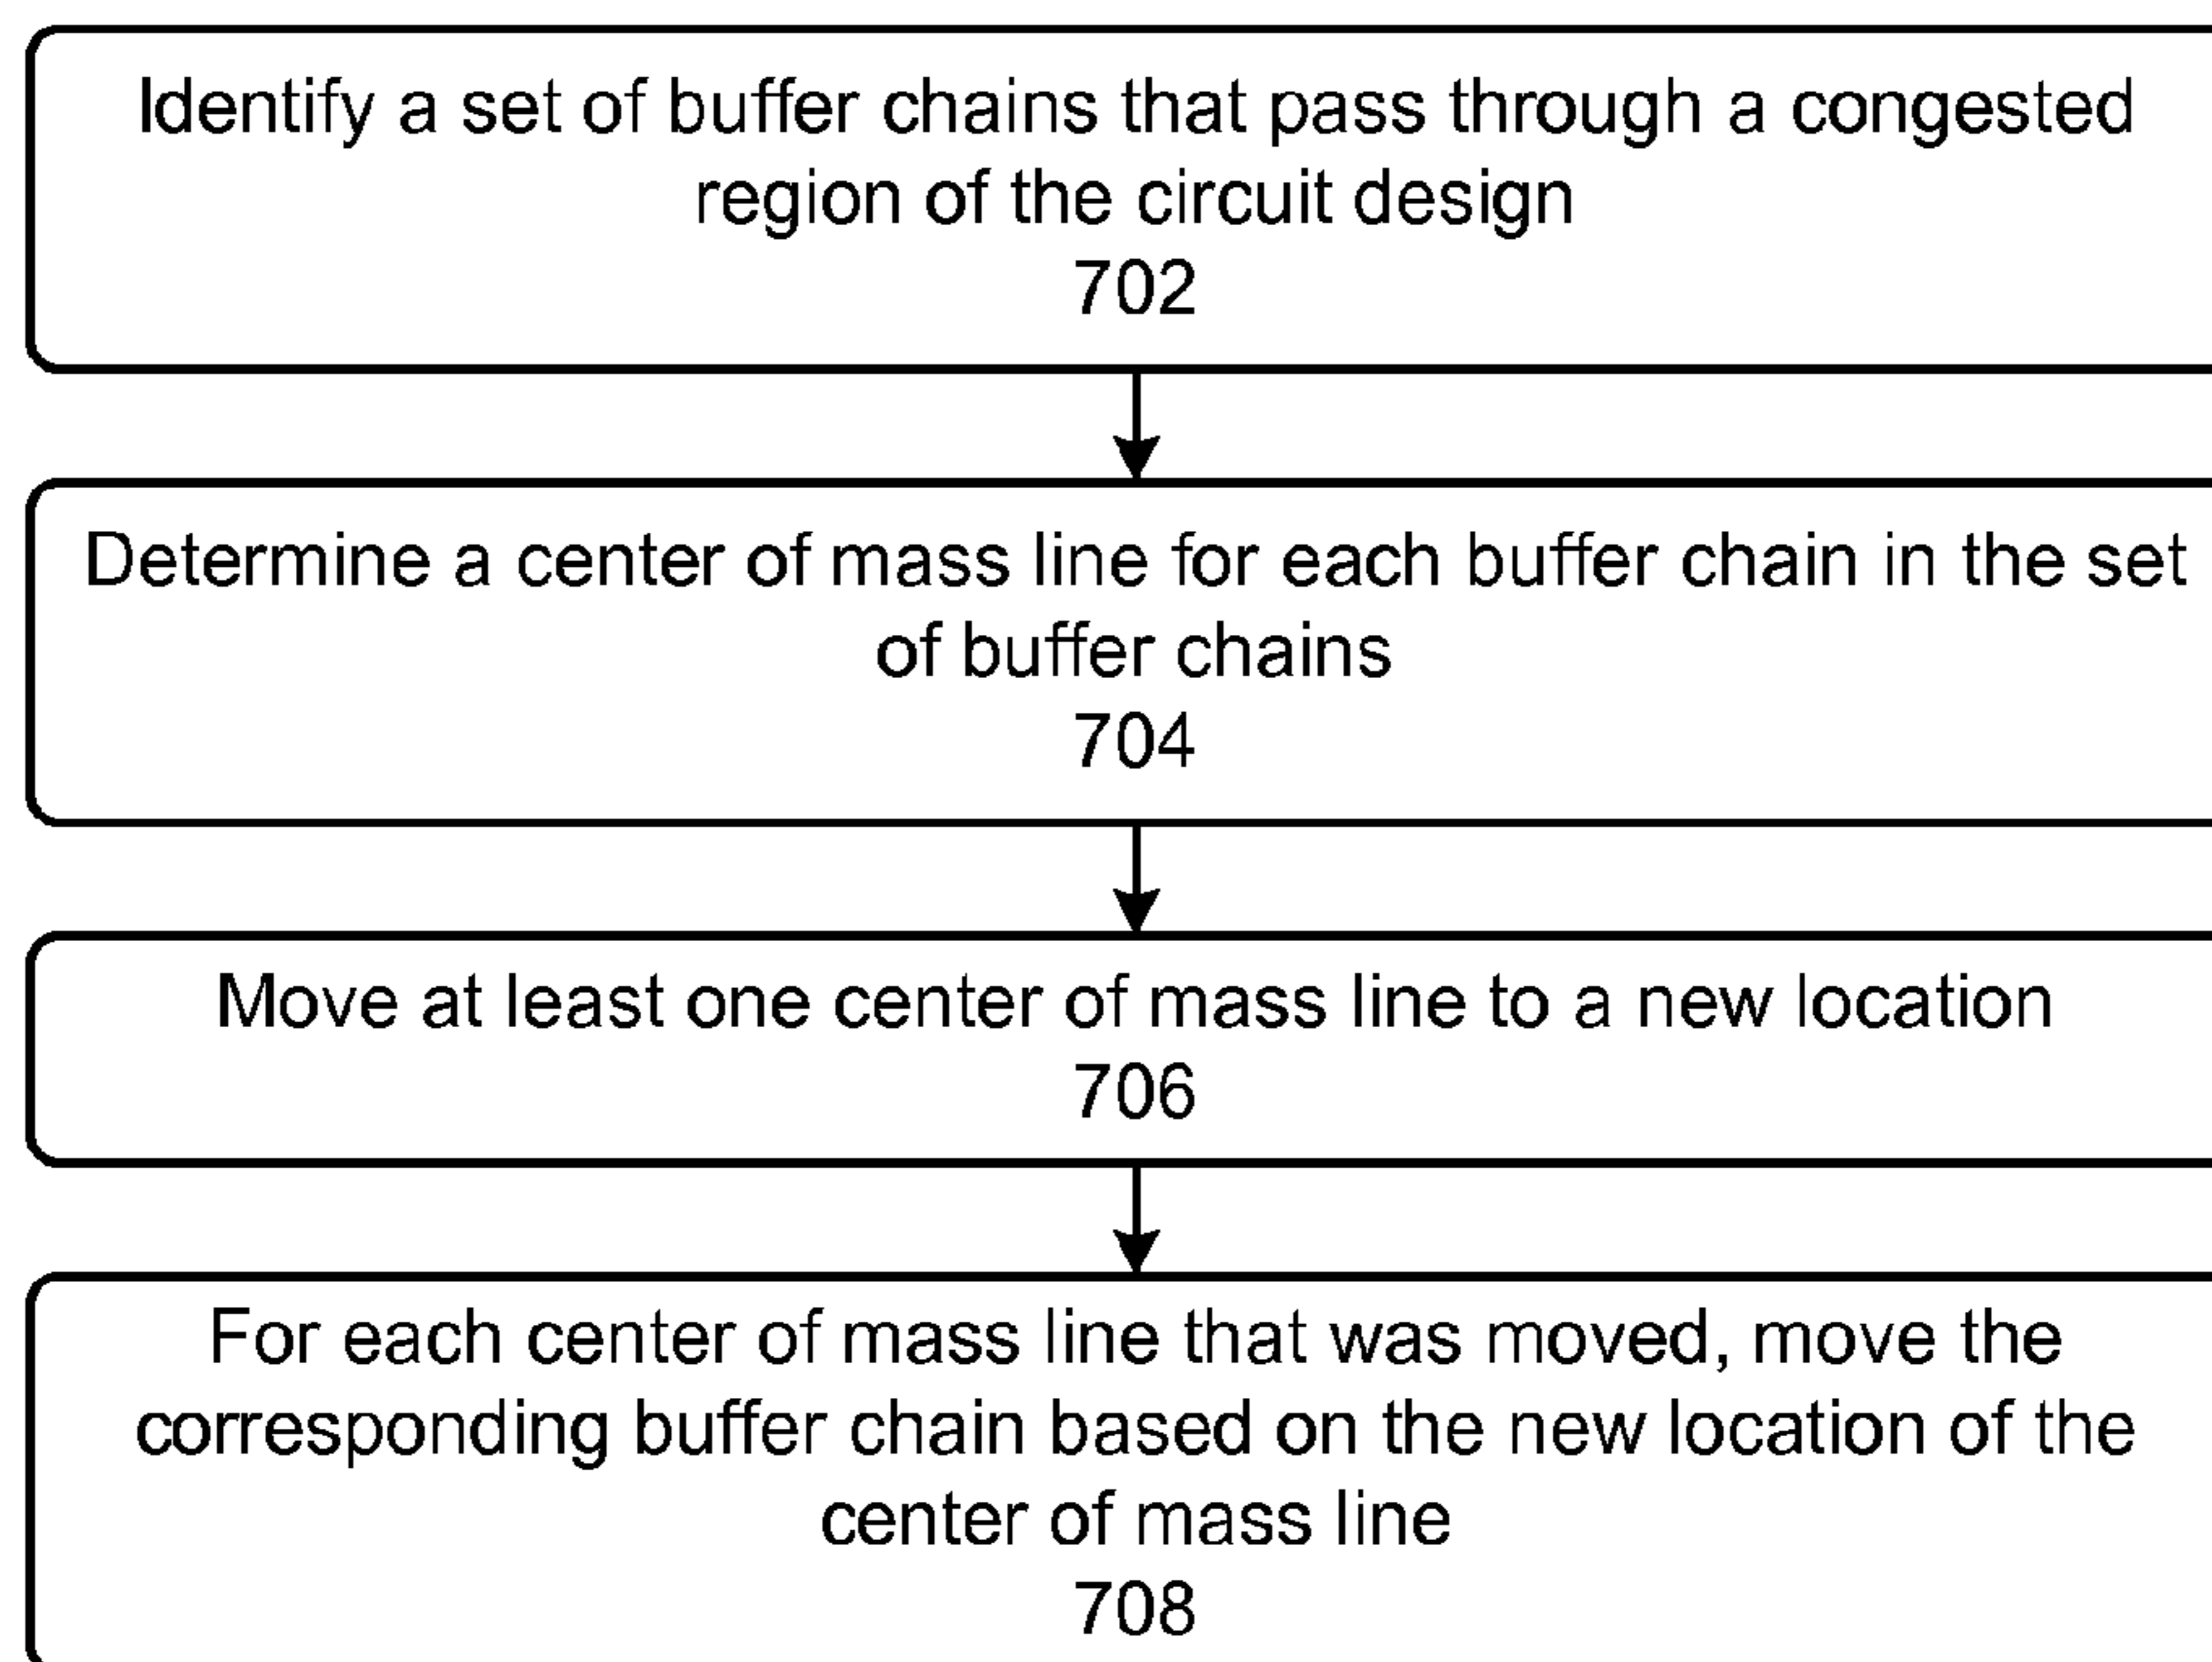 Identify a set of buffer chains that pass through a congested
region of the circuit design
702
Determine a center of mass line for each buffer chain in the set
of buffer chains
704
Move at least one center of mass line to a new location
706
For each center of mass line that was moved, move the
corresponding buffer chain based on the new location of the
center of mass line
708